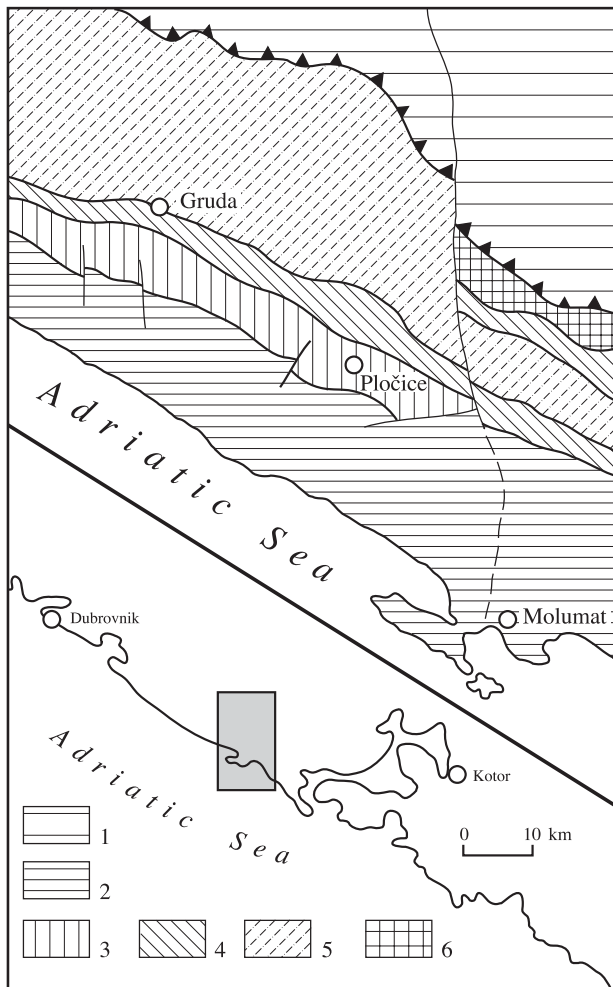 Gruda
Pločice
Adriatic Sea
Molumat
Dubrovnik
Kotor
Adriatic Sea
0 10 km
1
2
3 4 5 6